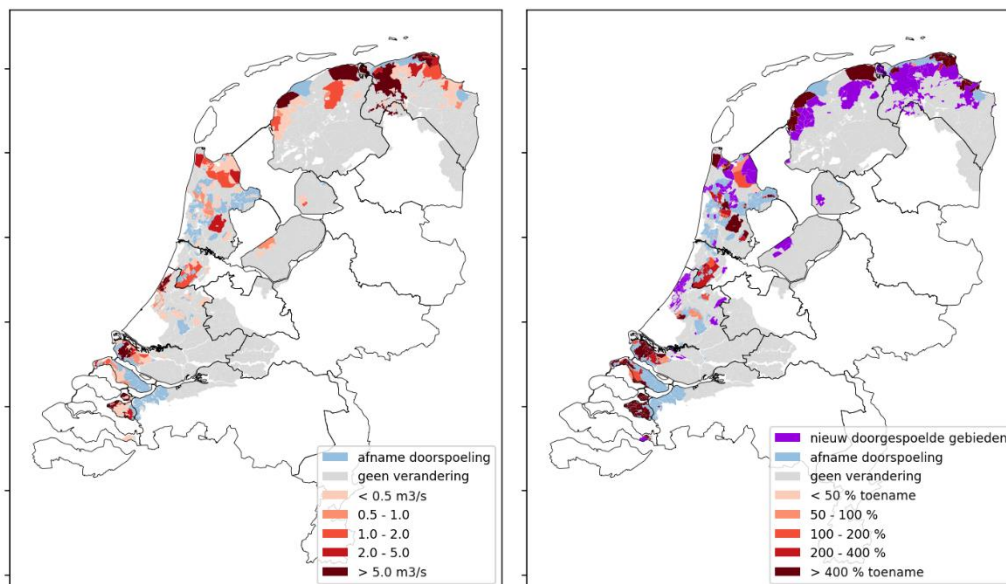 afname doorspoeling
geen verandering
< 0.5 m3/s
0.5 - 1.0
1.0 - 2.0
2.0 - 5.0
> 5.0 m3/s
nieuw doorgespoelde gebieden
afname doorspoeling
geen verandering
< 50 % toename
50 - 100 %
100 - 200 %
200 - 400 %
> 400 % toename